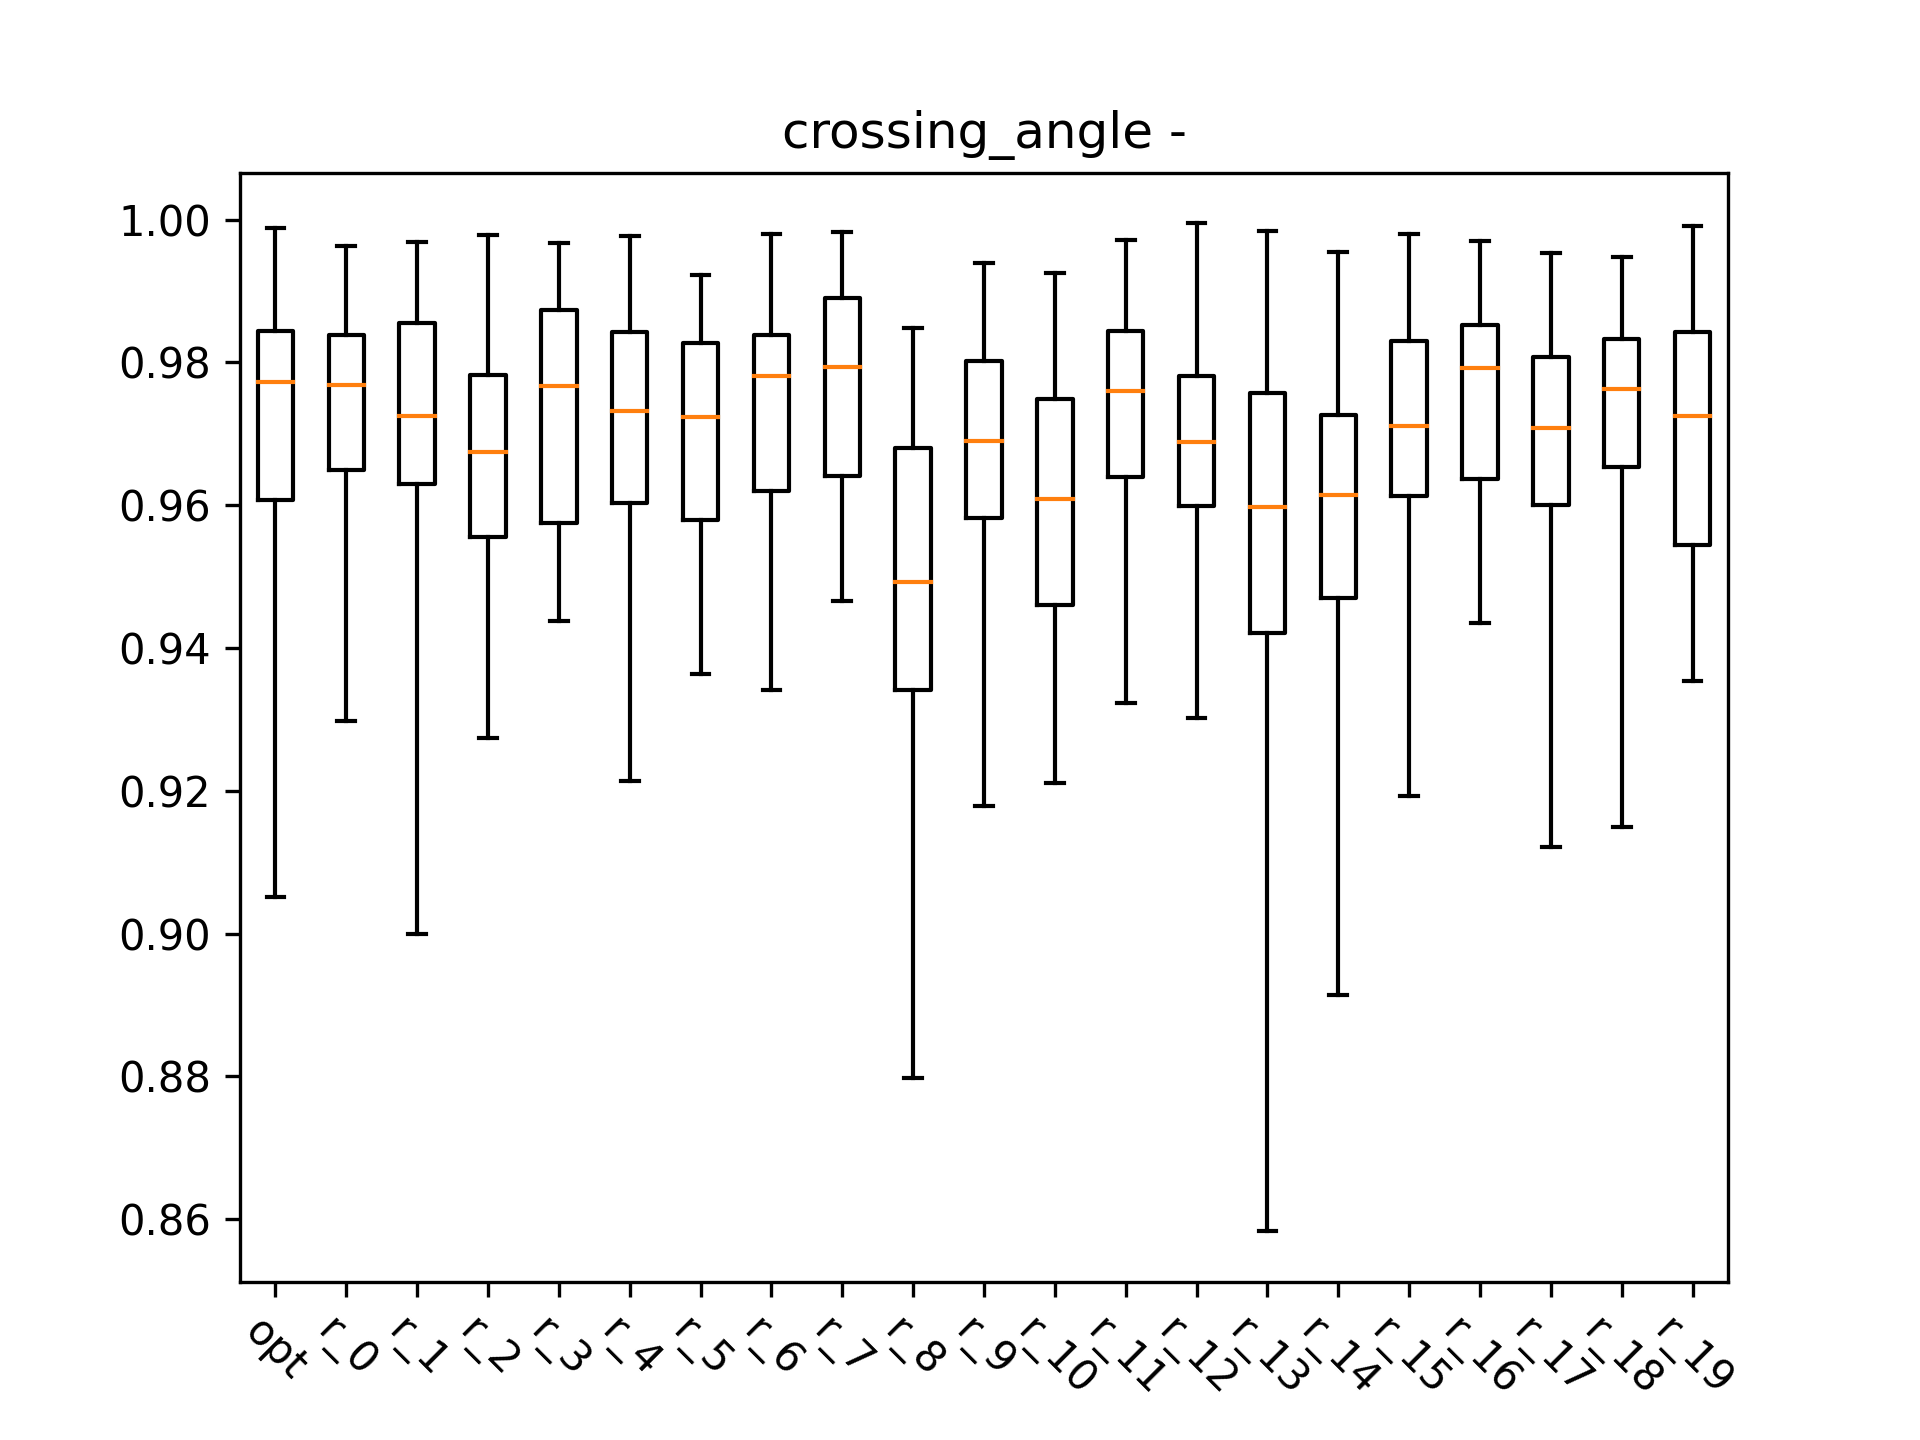 crossing_angle -
1.00
0.98
0.96
0.94
0.92
0.90
0.88
0.86
opt
r_0
r_1
r_2
r_3
r_4
r_5
r_6
r_7
r_8
r_9
r_10
r_11
r_12
r_13
r_14
r_15
r_16
r_17
r_18
r_19